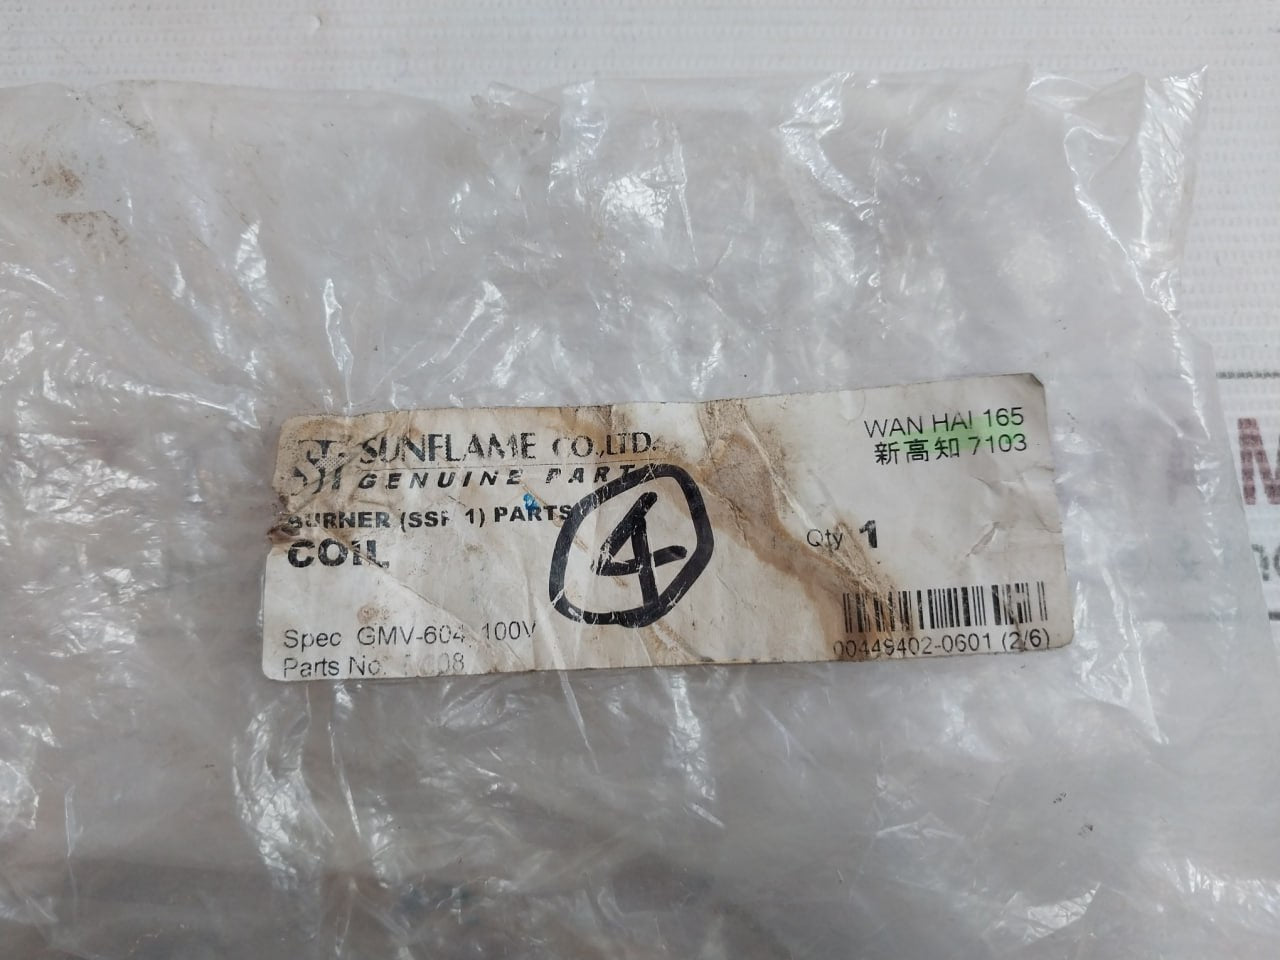 SUNFLAME CO.,LTD.
GENUINE PART
BURNER (SSF 1) PARTS
COIL
4
Spec GMV-604 100V
Parts No.
WAN HAI 165
新高知 7103
Qty 1
00449402-0601 (2/6)